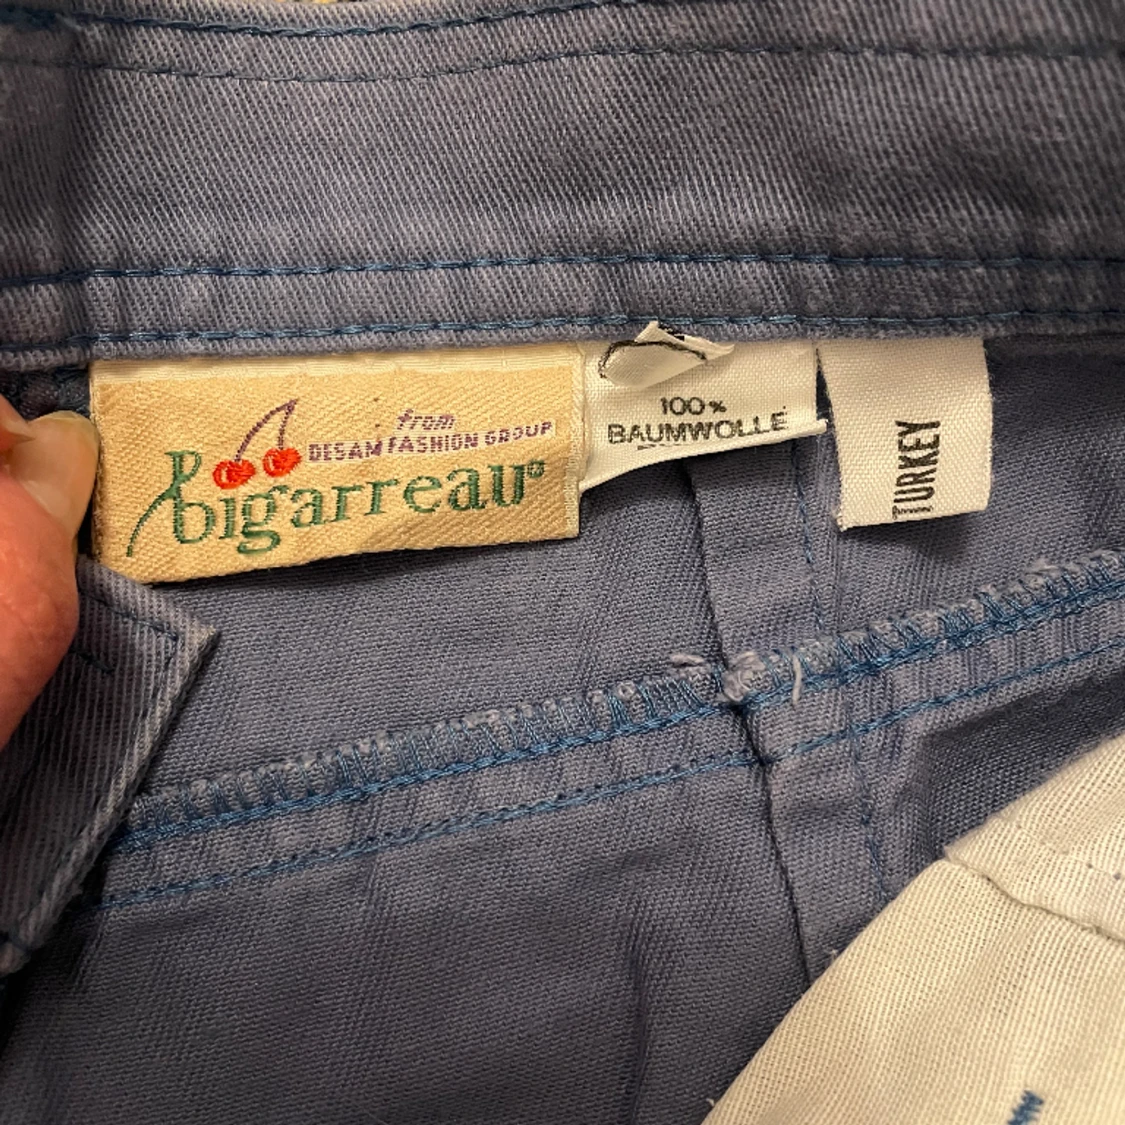 from
DESAM FASHION GROUP
bigarreau®
100%
BAUMWOLLE
TURKEY